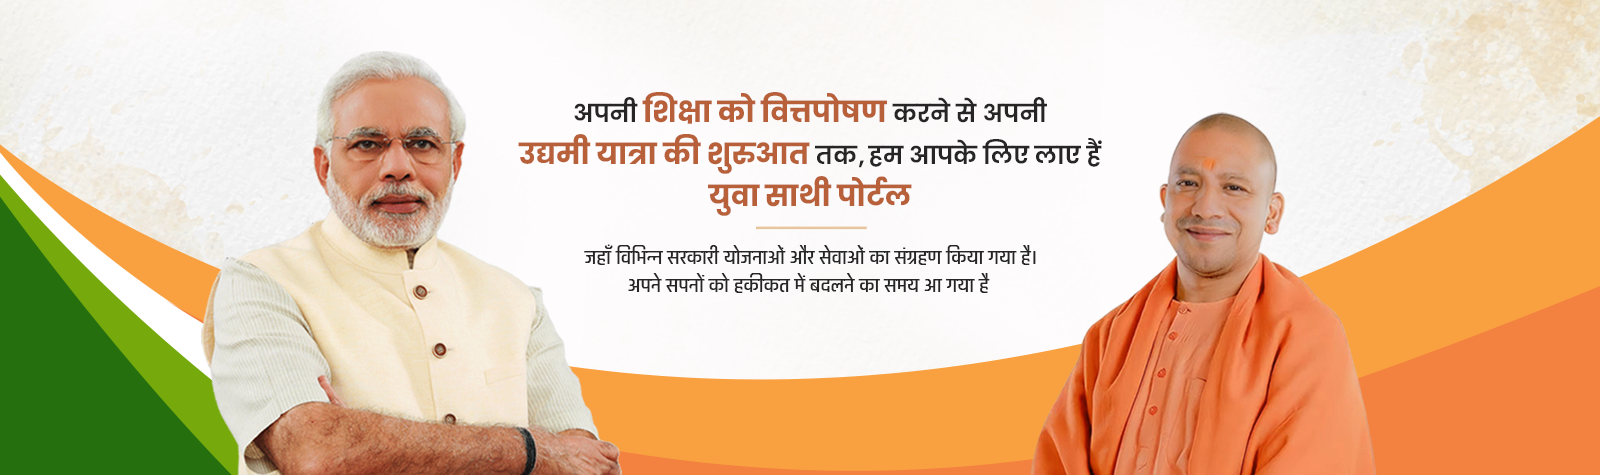 अपनी शिक्षा को वित्तपोषण करने से अपनी
उद्यमी यात्रा की शुरुआत तक, हम आपके लिए लाए हैं
युवा साथी पोर्टल
जहाँ विभिन्न सरकारी योजनाओं और सेवाओं का संग्रहण किया गया है।
अपने सपनों को हकीकत में बदलने का समय आ गया है